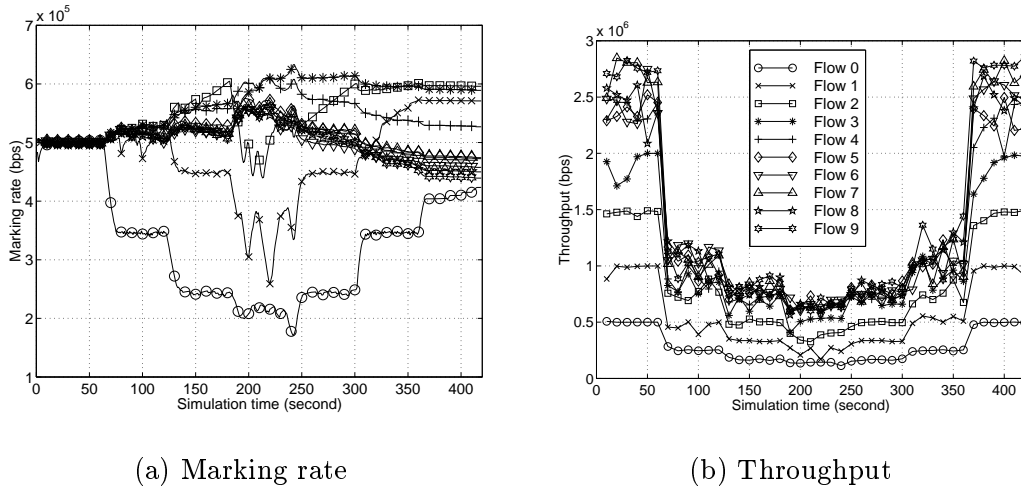 x 10^5
7
6
5
4
3
2
1
0 50 100 150 200 250 300 350 400
Marking rate (bps)
Simulation time (second)
(a) Marking rate
x 10^6
3
2.5
2
1.5
1
0.5
0
0 50 100 150 200 250 300 350 400
Throughput (bps)
Simulation time (second)
Flow 0
Flow 1
Flow 2
Flow 3
Flow 4
Flow 5
Flow 6
Flow 7
Flow 8
Flow 9
(b) Throughput